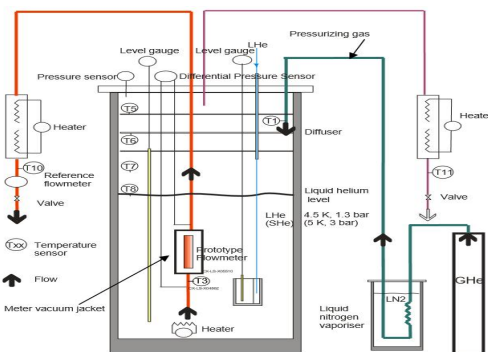 Pressurizing gas
LHe
Level gauge
Level gauge
Pressure sensor
Differential Pressure Sensor
T5
T1
Diffuser
T6
T7
T8
Heater
Heater
T10
T11
Reference
flowmeter
Valve
Valve
Liquid helium
level
LHe 4.5 K, 1.3 bar
(SHe) (5 K, 3 bar)
Txx Temperature
sensor
Flow
Prototype
Flowmeter
T3
Meter vacuum jacket
Heater
Liquid
nitrogen
vaporiser
LN2
GHe